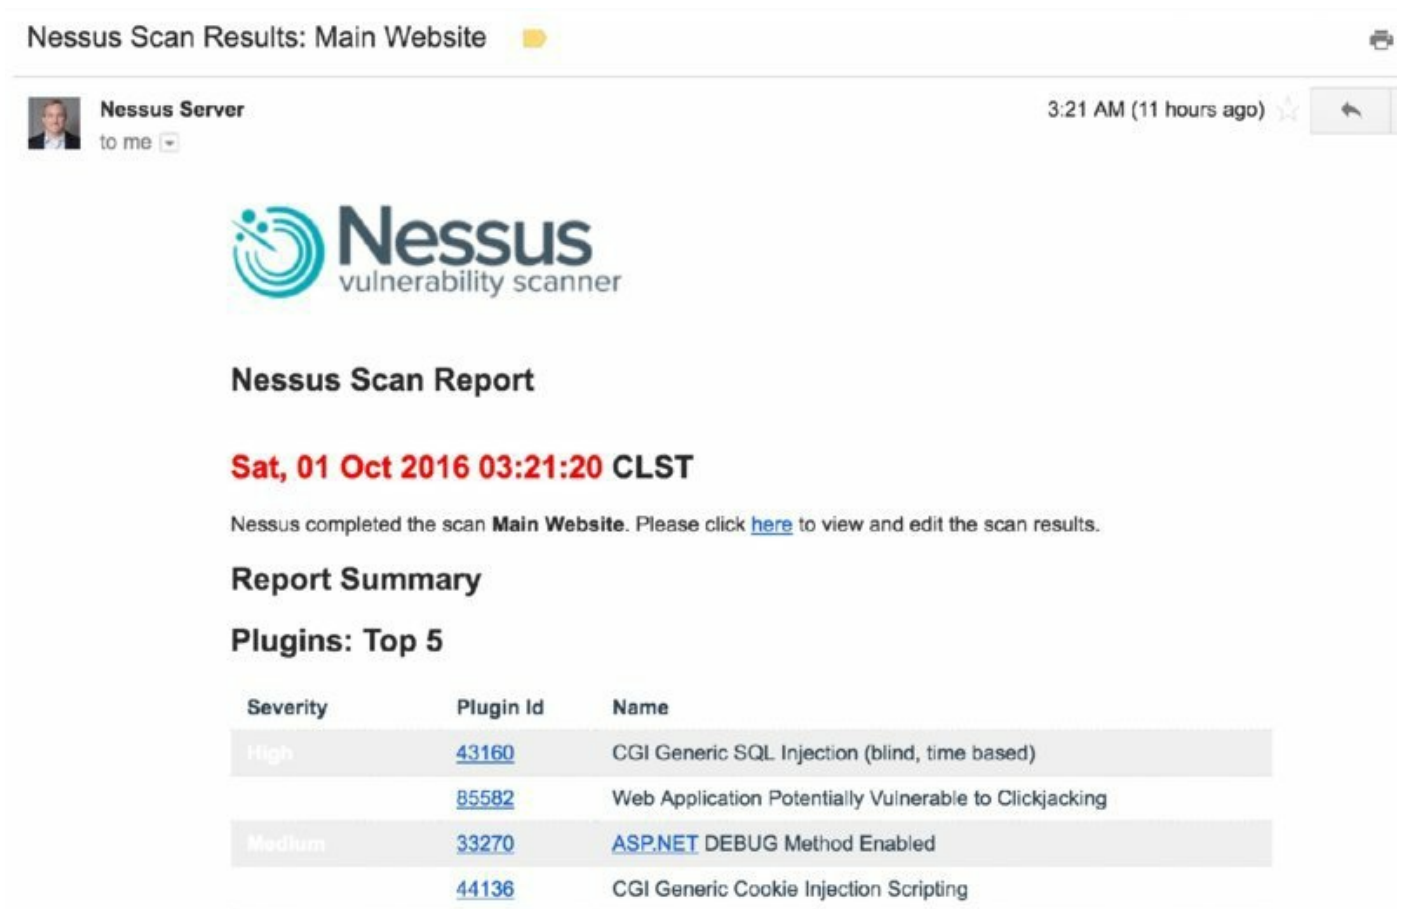 Nessus Scan Results: Main Website
Nessus Server
3:21 AM (11 hours ago)
to me
Nessus
vulnerability scanner
Nessus Scan Report
Sat, 01 Oct 2016 03:21:20 CLST
Nessus completed the scan Main Website. Please click here to view and edit the scan results.
Report Summary
Plugins: Top 5
Severity Plugin Id Name
High 43160 CGI Generic SQL Injection (blind, time based)
85582 Web Application Potentially Vulnerable to Clickjacking
Medium 33270 ASP.NET DEBUG Method Enabled
44136 CGI Generic Cookie Injection Scripting